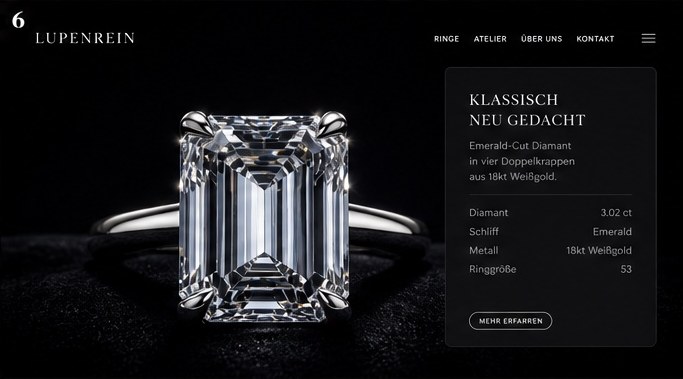 6
LUPENREIN
RINGE ATELIER ÜBER UNS KONTAKT
KLASSISCH
NEU GEDACHT
Emerald-Cut Diamant
in vier Doppelkrappen
aus 18kt Weißgold.
Diamant 3.02 ct
Schliff Emerald
Metall 18kt Weißgold
Ringgröße 53
MEHR ERFAHREN